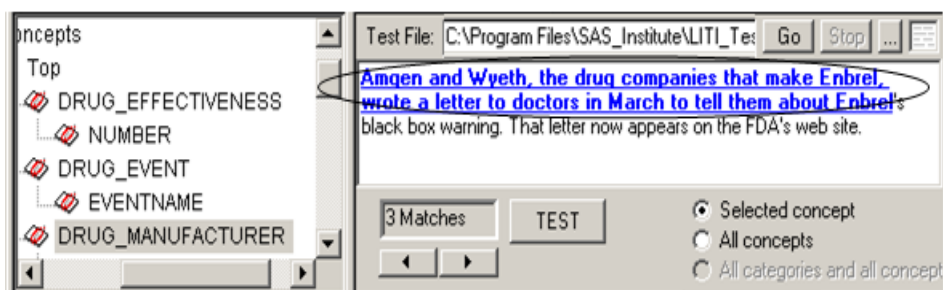 oncepts
Top
DRUG_EFFECTIVENESS
NUMBER
DRUG_EVENT
EVENTNAME
DRUG_MANUFACTURER
Test File: C:\Program Files\SAS_Institute\LITI_Tes Go Stop ...
Amgen and Wyeth, the drug companies that make Enbrel,
wrote a letter to doctors in March to tell them about Enbrel's
black box warning. That letter now appears on the FDA's web site.
3 Matches TEST
Selected concept
All concepts
All categories and all concept